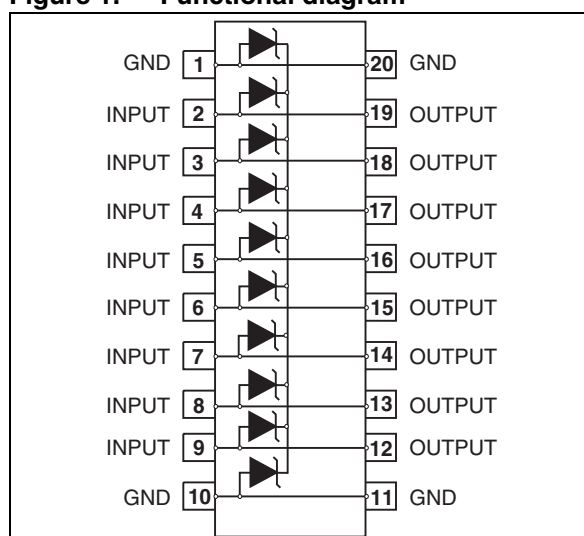 Figure 1. Functional diagram
GND 1 20 GND
INPUT 2 19 OUTPUT
INPUT 3 18 OUTPUT
INPUT 4 17 OUTPUT
INPUT 5 16 OUTPUT
INPUT 6 15 OUTPUT
INPUT 7 14 OUTPUT
INPUT 8 13 OUTPUT
INPUT 9 12 OUTPUT
GND 10 11 GND